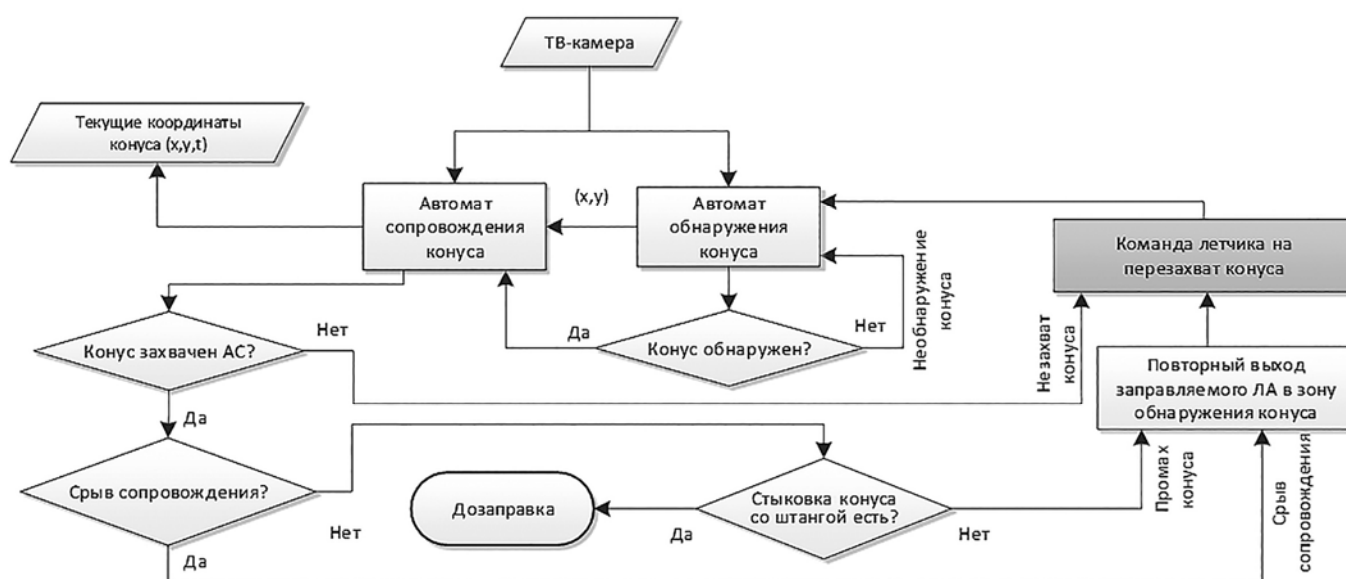 ТВ-камера
Текущие координаты
конуса (x,y,t)
Автомат
сопровождения
конуса
(x,y)
Автомат
обнаружения
конуса
Необнаружение
конуса
Команда летчика на
перезахват конуса
Конус захвачен АС?
Нет
Да
Конус обнаружен?
Нет
Незахват
конуса
Повторный выход
заправляемого ЛА в зону
обнаружения конуса
Да
Срыв сопровождения?
Нет
Да
Дозаправка
Да
Стыковка конуса
со штангой есть?
Нет
Промах
конуса
Срыв
сопровождения